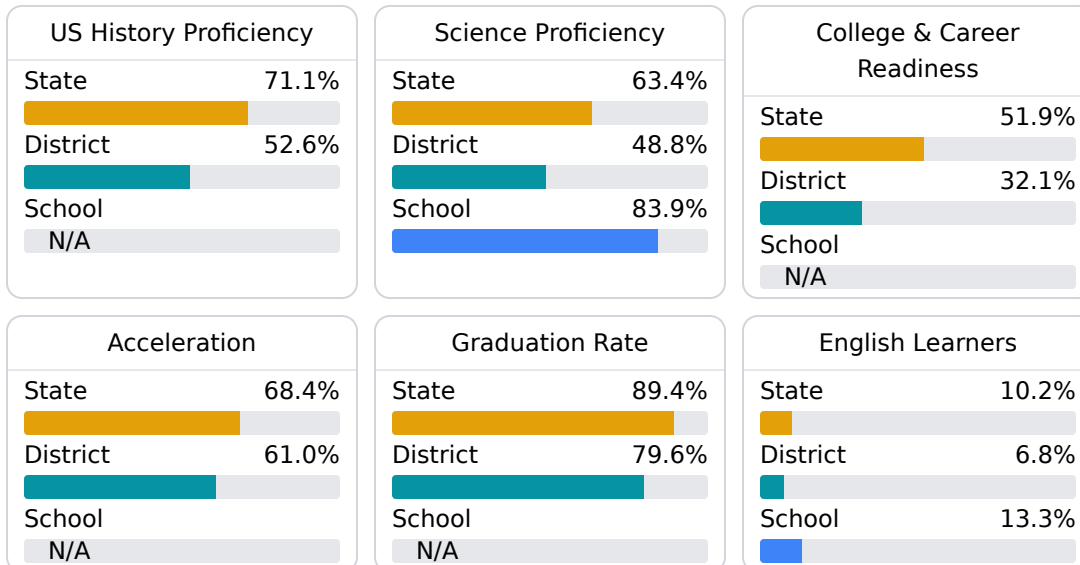 US History Proficiency
State 71.1%
District 52.6%
School
N/A
Science Proficiency
State 63.4%
District 48.8%
School 83.9%
College & Career
Readiness
State 51.9%
District 32.1%
School
N/A
Acceleration
State 68.4%
District 61.0%
School
N/A
Graduation Rate
State 89.4%
District 79.6%
School
N/A
English Learners
State 10.2%
District 6.8%
School 13.3%